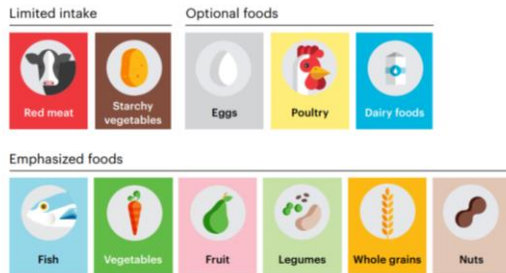 Limited intake
Optional foods
Red meat
Starchy
vegetables
Eggs
Poultry
Dairy foods
Emphasized foods
Fish
Vegetables
Fruit
Legumes
Whole grains
Nuts